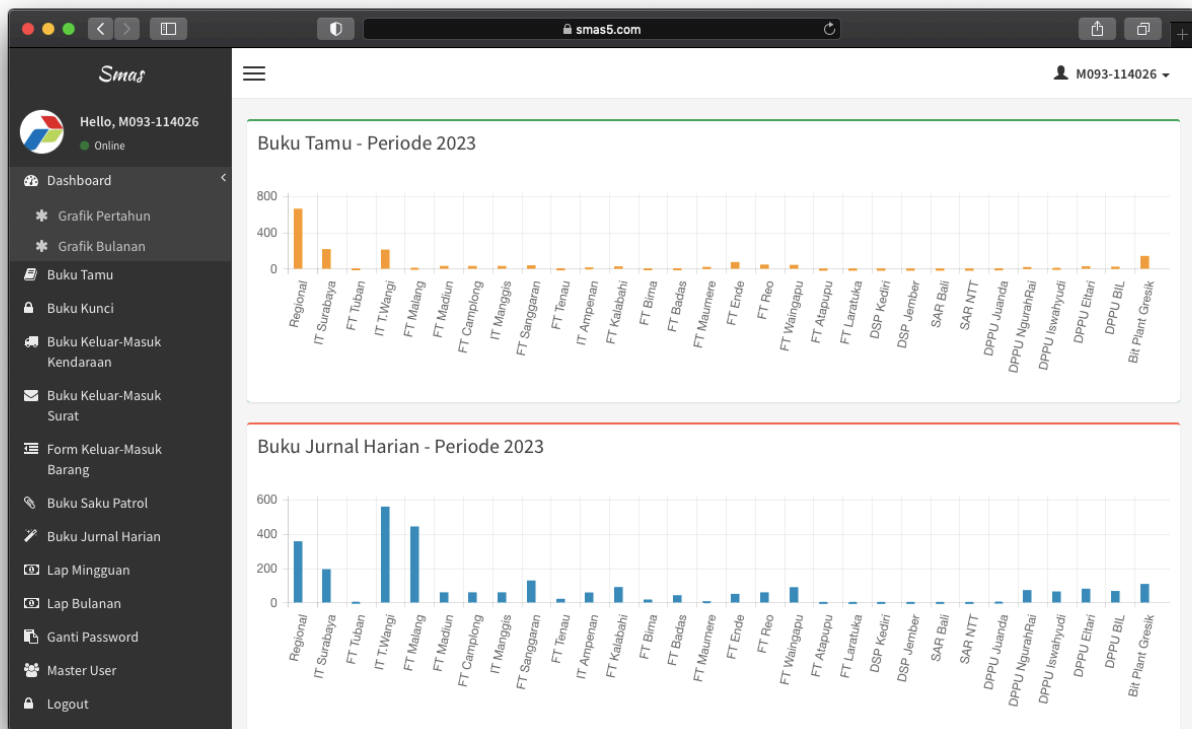 smas5.com
Smas
M093-114026
Hello, M093-114026
Online
Dashboard
Grafik Pertahun
Grafik Bulanan
Buku Tamu
Buku Kunci
Buku Keluar-Masuk
Kendaraan
Buku Keluar-Masuk
Surat
Form Keluar-Masuk
Barang
Buku Saku Patrol
Buku Jurnal Harian
Lap Mingguan
Lap Bulanan
Ganti Password
Master User
Logout
Buku Tamu - Periode 2023
800
400
0
Regional
IT Surabaya
FT Tuban
IT T.Wangi
FT Malang
FT Madiun
FT Camplong
IT Manggis
FT Sanggaran
FT Tenau
IT Ampenan
FT Kalabahi
FT Bima
FT Badas
FT Maumere
FT Ende
FT Reo
FT Waingapu
FT Atapupu
FT Laratuka
DSP Kediri
DSP Jember
SAR Bali
SAR NTT
DPPU Juanda
DPPU NgurahRai
DPPU Iswahyudi
DPPU Eltari
DPPU BIL
Bit Plant Gresik
Buku Jurnal Harian - Periode 2023
600
400
200
0
Regional
IT Surabaya
FT Tuban
IT T.Wangi
FT Malang
FT Madiun
FT Camplong
IT Manggis
FT Sanggaran
FT Tenau
IT Ampenan
FT Kalabahi
FT Bima
FT Badas
FT Maumere
FT Ende
FT Reo
FT Waingapu
FT Atapupu
FT Laratuka
DSP Kediri
DSP Jember
SAR Bali
SAR NTT
DPPU Juanda
DPPU NgurahRai
DPPU Iswahyudi
DPPU Eltari
DPPU BIL
Bit Plant Gresik